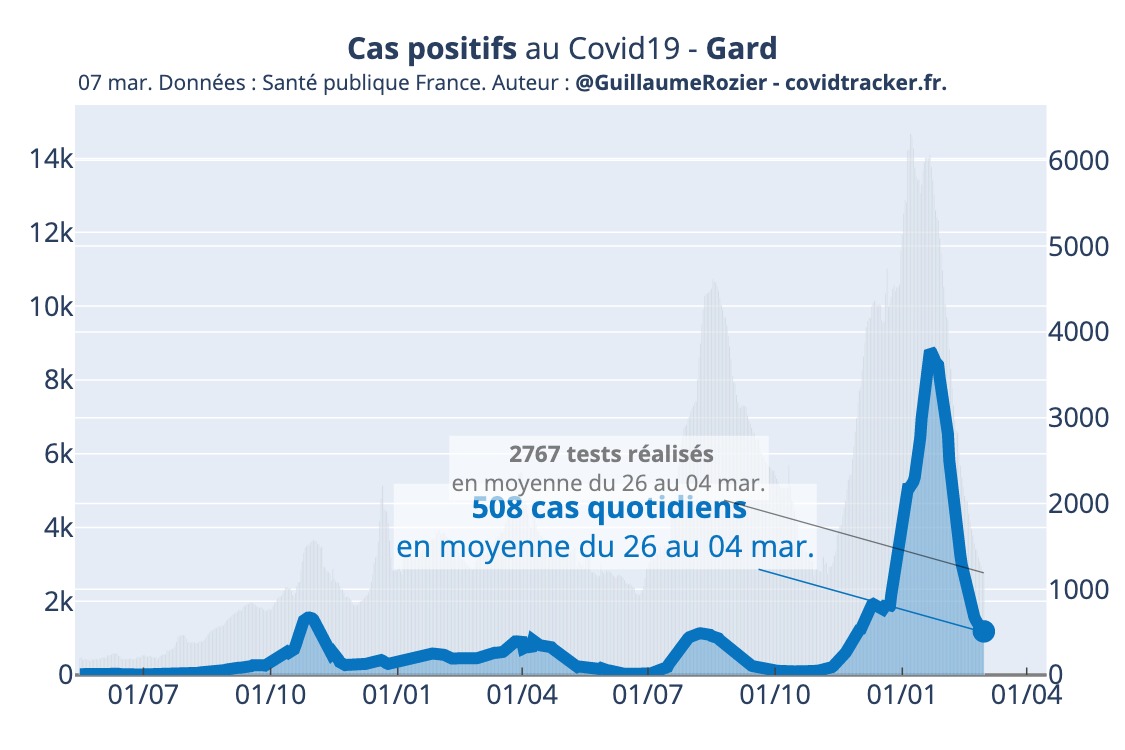 Cas positifs au Covid19 - Gard
07 mar. Données : Santé publique France. Auteur : @GuillaumeRozier - covidtracker.fr.
14k
12k
10k
8k
6k
4k
2k
0
6000
5000
4000
3000
2000
1000
0
2767 tests réalisés
en moyenne du 26 au 04 mar.
508 cas quotidiens
en moyenne du 26 au 04 mar.
01/07 01/10 01/01 01/04 01/07 01/10 01/01 01/04